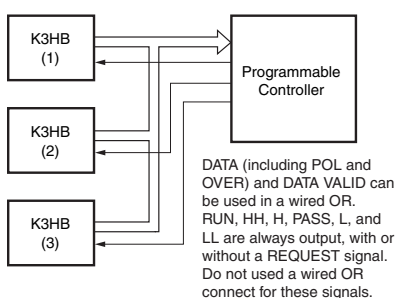 K3HB
(1)
K3HB
(2)
K3HB
(3)
Programmable
Controller
DATA (including POL and
OVER) and DATA VALID can
be used in a wired OR.
RUN, HH, H, PASS, L, and
LL are always output, with or
without a REQUEST signal.
Do not used a wired OR
connect for these signals.